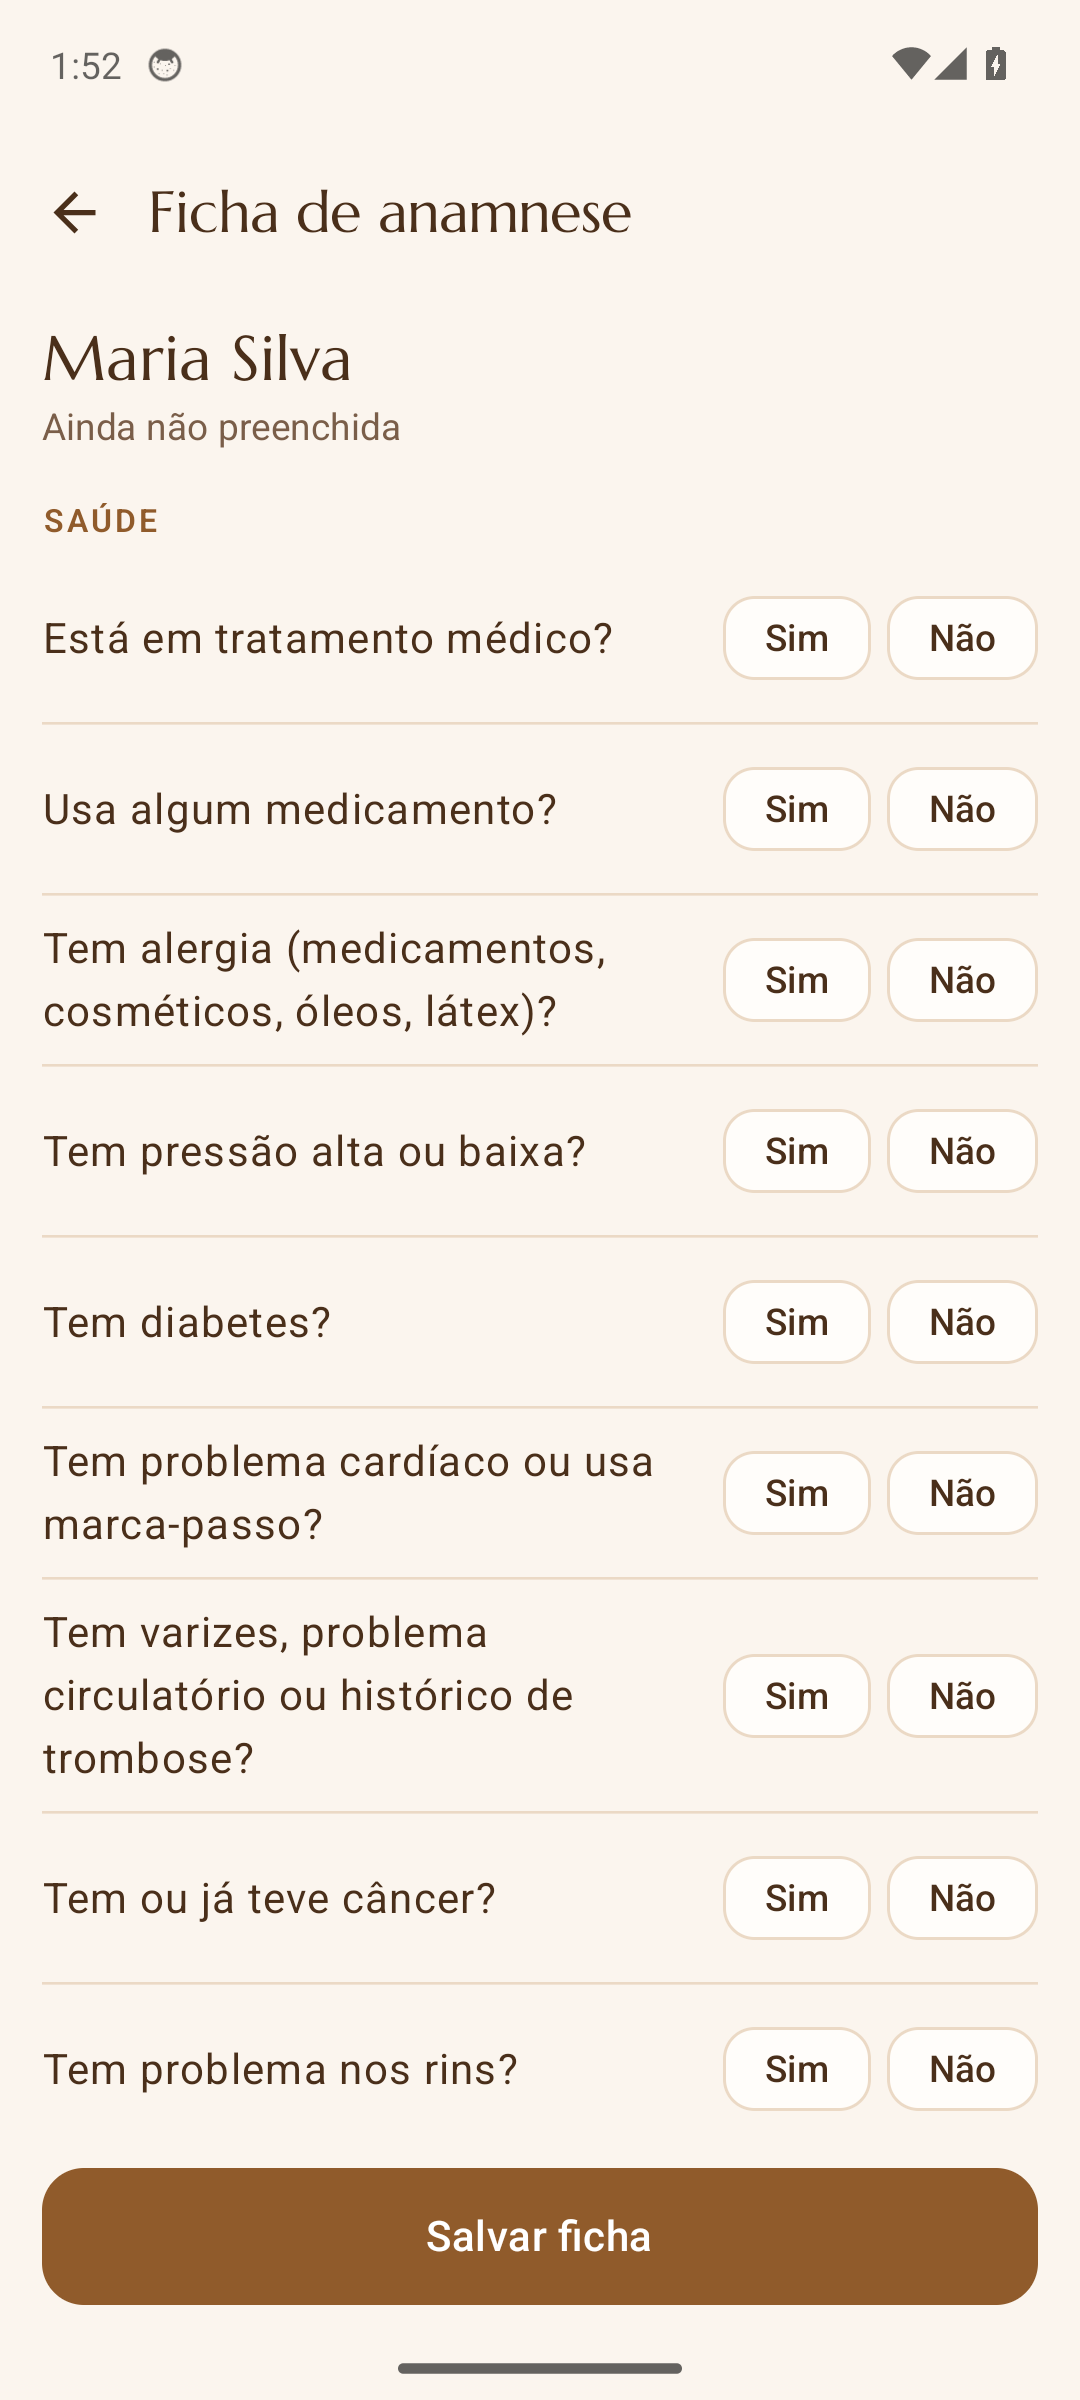 1:52
Ficha de anamnese
Maria Silva
Ainda não preenchida
SAÚDE
Está em tratamento médico? Sim Não
Usa algum medicamento? Sim Não
Tem alergia (medicamentos,
cosméticos, óleos, látex)? Sim Não
Tem pressão alta ou baixa? Sim Não
Tem diabetes? Sim Não
Tem problema cardíaco ou usa
marca-passo? Sim Não
Tem varizes, problema
circulatório ou histórico de Sim Não
trombose?
Tem ou já teve câncer? Sim Não
Tem problema nos rins? Sim Não
Salvar ficha